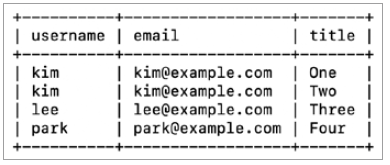 +----------+------------------+-------+
| username | email            | title |
+----------+------------------+-------+
| kim      | kim@example.com  | One   |
| kim      | kim@example.com  | Two   |
| lee      | lee@example.com  | Three |
| park     | park@example.com | Four  |
+----------+------------------+-------+